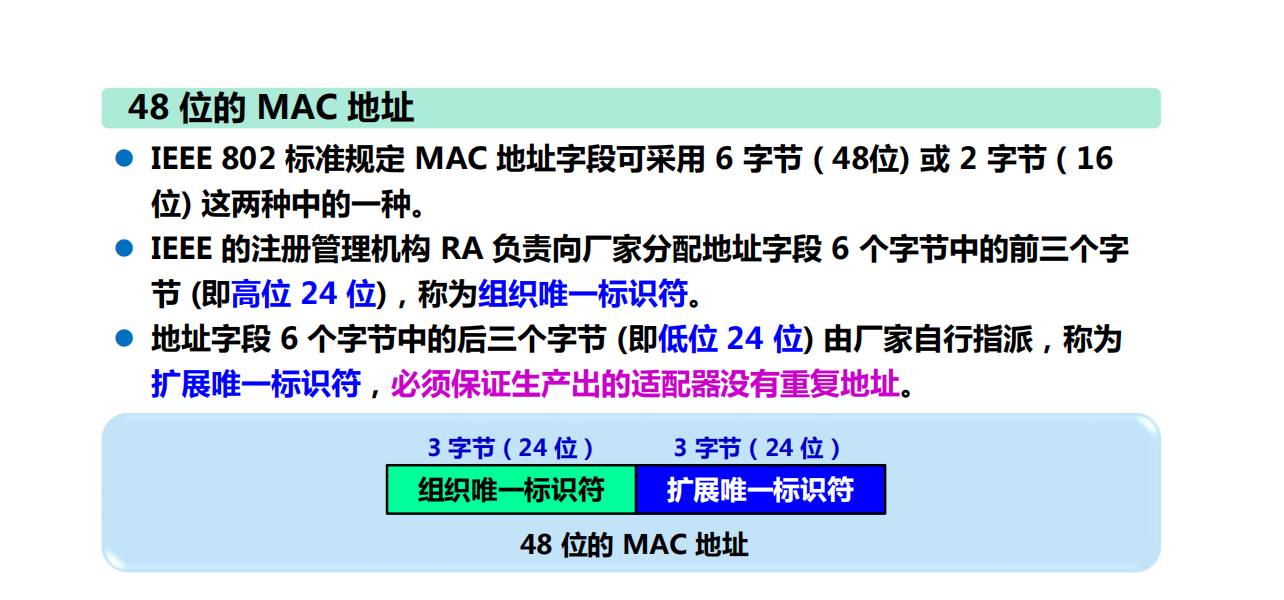 48 位的 MAC 地址
IEEE 802 标准规定 MAC 地址字段可采用 6 字节 ( 48位) 或 2 字节 ( 16
位) 这两种中的一种。
IEEE 的注册管理机构 RA 负责向厂家分配地址字段 6 个字节中的前三个字
节 (即高位 24 位)，称为组织唯一标识符。
地址字段 6 个字节中的后三个字节 (即低位 24 位) 由厂家自行指派，称为
扩展唯一标识符，必须保证生产出的适配器没有重复地址。
3 字节 ( 24 位 )
3 字节 ( 24 位 )
组织唯一标识符
扩展唯一标识符
48 位的 MAC 地址